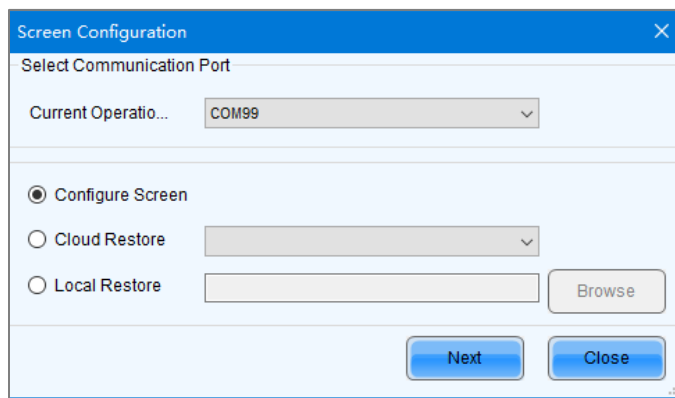 Screen Configuration
Select Communication Port
Current Operatio... COM99
Configure Screen
Cloud Restore
Local Restore Browse
Next Close